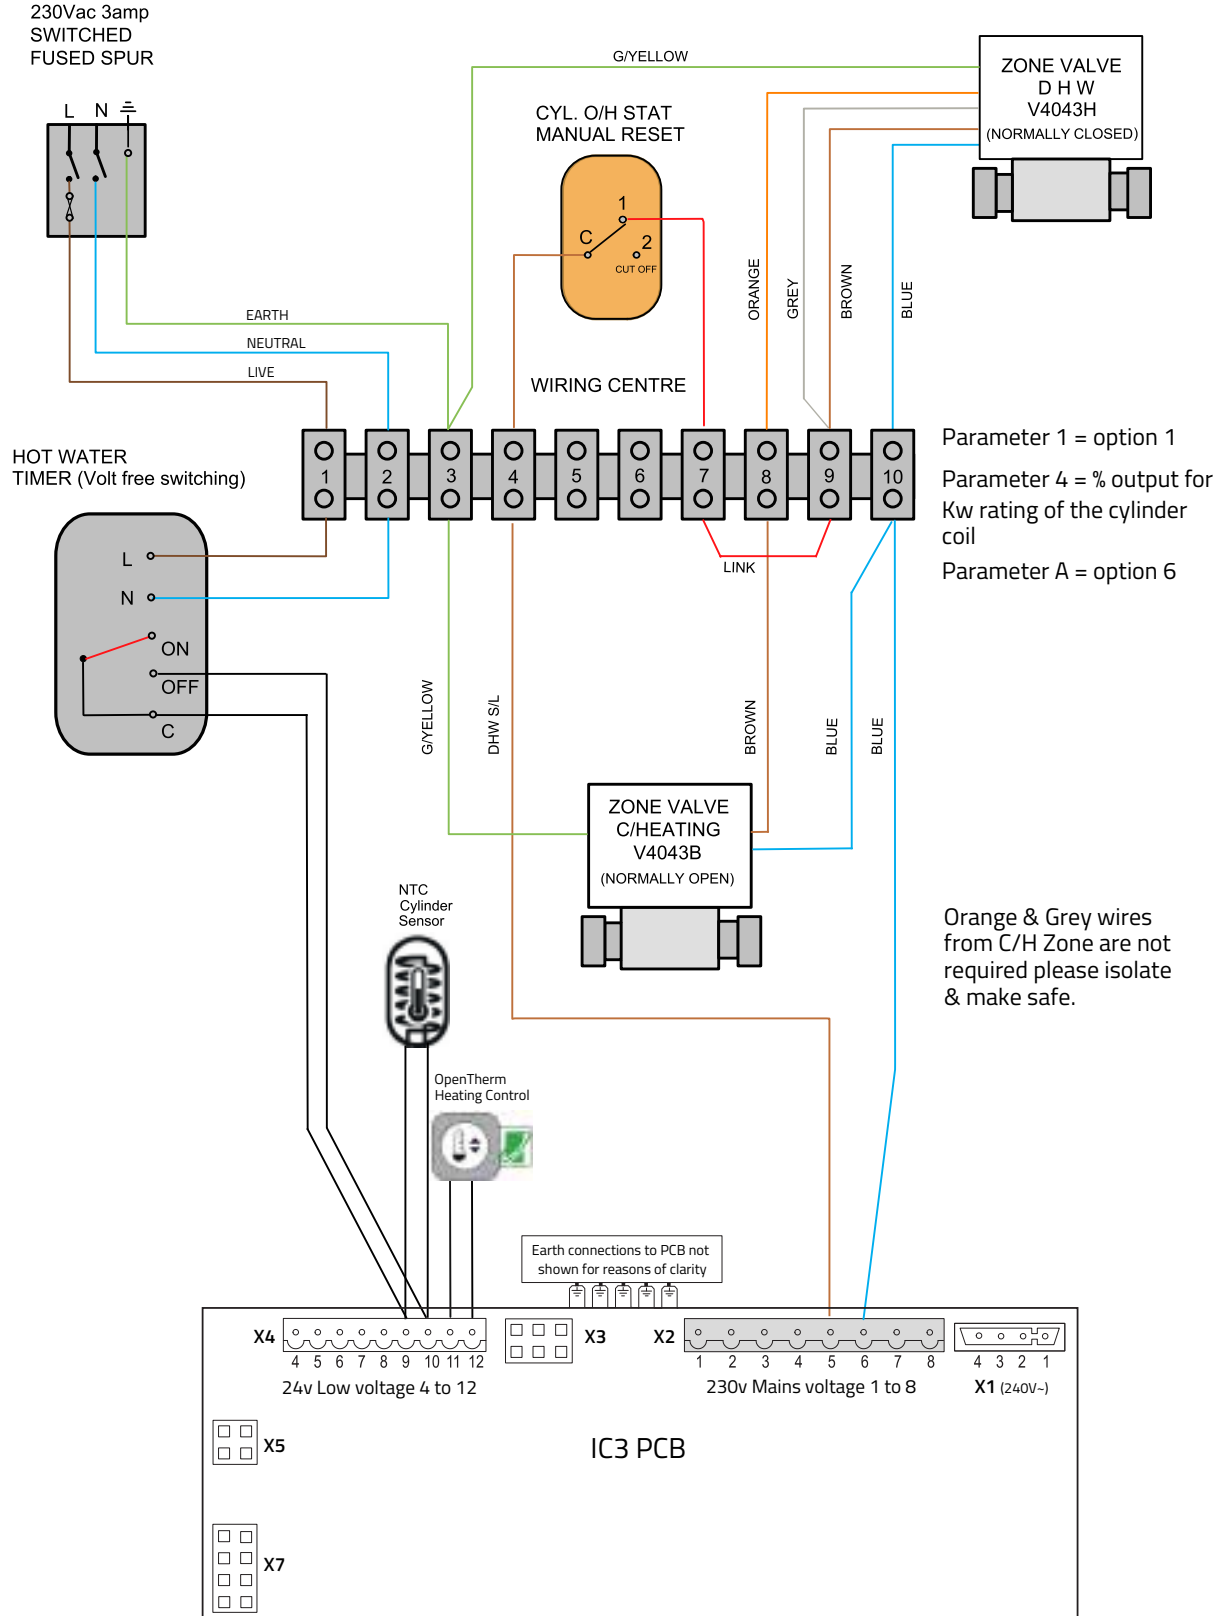 230Vac 3amp
SWITCHED
FUSED SPUR
L N
G/YELLOW
ZONE VALVE
D H W
V4043H
(NORMALLY CLOSED)
CYL. O/H STAT
MANUAL RESET
1
C
2
CUT OFF
ORANGE
GREY
BROWN
BLUE
EARTH
NEUTRAL
LIVE
WIRING CENTRE
1 2 3 4 5 6 7 8 9 10
LINK
Parameter 1 = option 1
Parameter 4 = % output for
Kw rating of the cylinder
coil
Parameter A = option 6
HOT WATER
TIMER (Volt free switching)
L
N
ON
OFF
C
G/YELLOW
DHW S/L
BROWN
BLUE
BLUE
ZONE VALVE
C/HEATING
V4043B
(NORMALLY OPEN)
NTC
Cylinder
Sensor
Orange & Grey wires
from C/H Zone are not
required please isolate
& make safe.
OpenTherm
Heating Control
Earth connections to PCB not
shown for reasons of clarity
X4
4 5 6 7 8 9 10 11 12
24v Low voltage 4 to 12
X3
X2
1 2 3 4 5 6 7 8
230v Mains voltage 1 to 8
4 3 2 1
X1 (240V~)
X5
IC3 PCB
X7